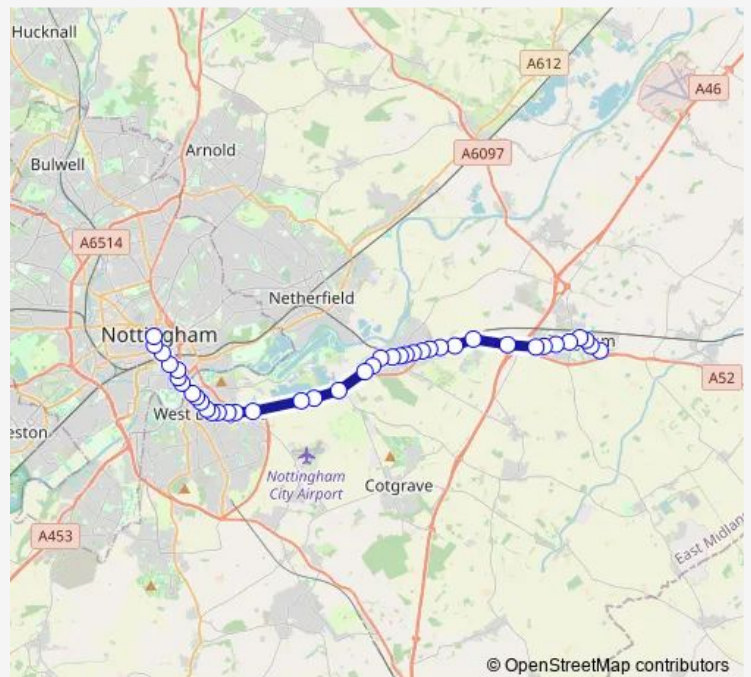 Hucknall
A612
A46
Arnold
Bulwell
A6097
A6514
Netherfield
Nottingham
A52
West
eston
Nottingham
City Airport
Cotgrave
A453
East Midlan
© OpenStreetMap contributors